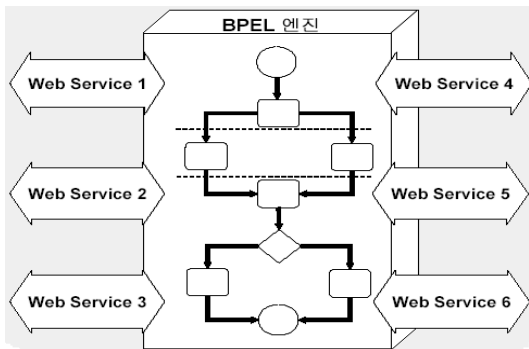 BPEL 엔진
Web Service 1
Web Service 4
Web Service 2
Web Service 5
Web Service 3
Web Service 6